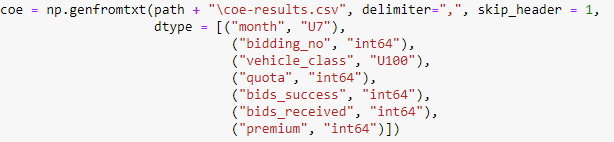 coe = np.genfromtxt(path + "\coe-results.csv", delimiter=",", skip_header = 1,
dtype = [("month", "U7"),
("bidding_no", "int64"),
("vehicle_class", "U100"),
("quota", "int64"),
("bids_success", "int64"),
("bids_received", "int64"),
("premium", "int64")])